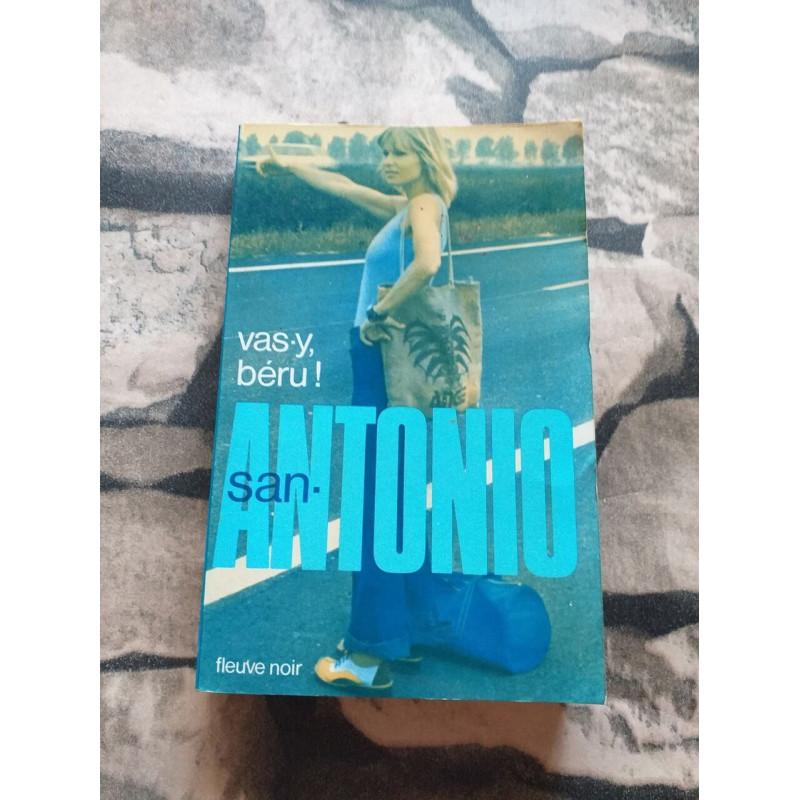 vas-y,
béru!
san-
ANTONIO
fleuve noir